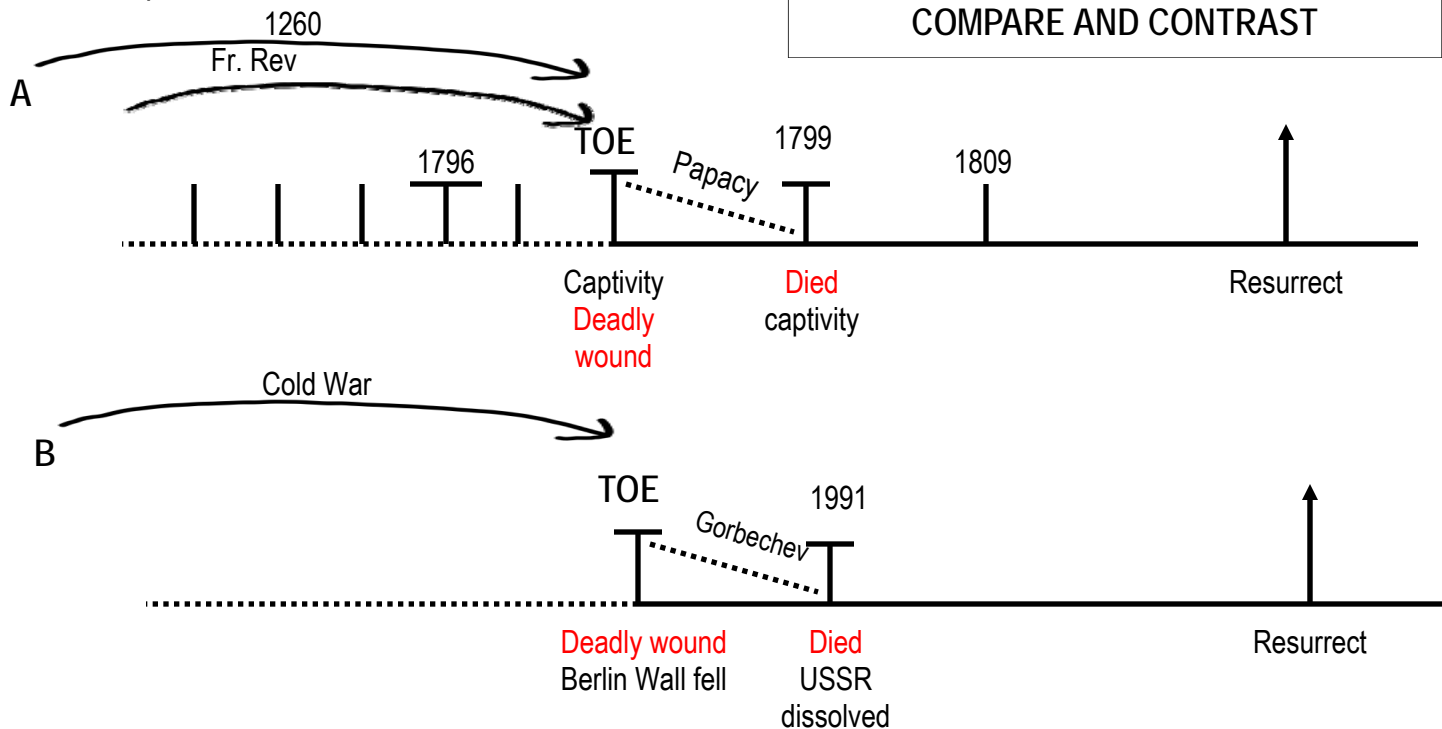 COMPARE AND CONTRAST
1260
Fr. Rev
A
TOE
1796
Papacy
1799
1809
Captivity
Deadly
wound
Died
captivity
Resurrect
Cold War
B
TOE
Gorbechev
1991
Deadly wound
Berlin Wall fell
Died
USSR
dissolved
Resurrect